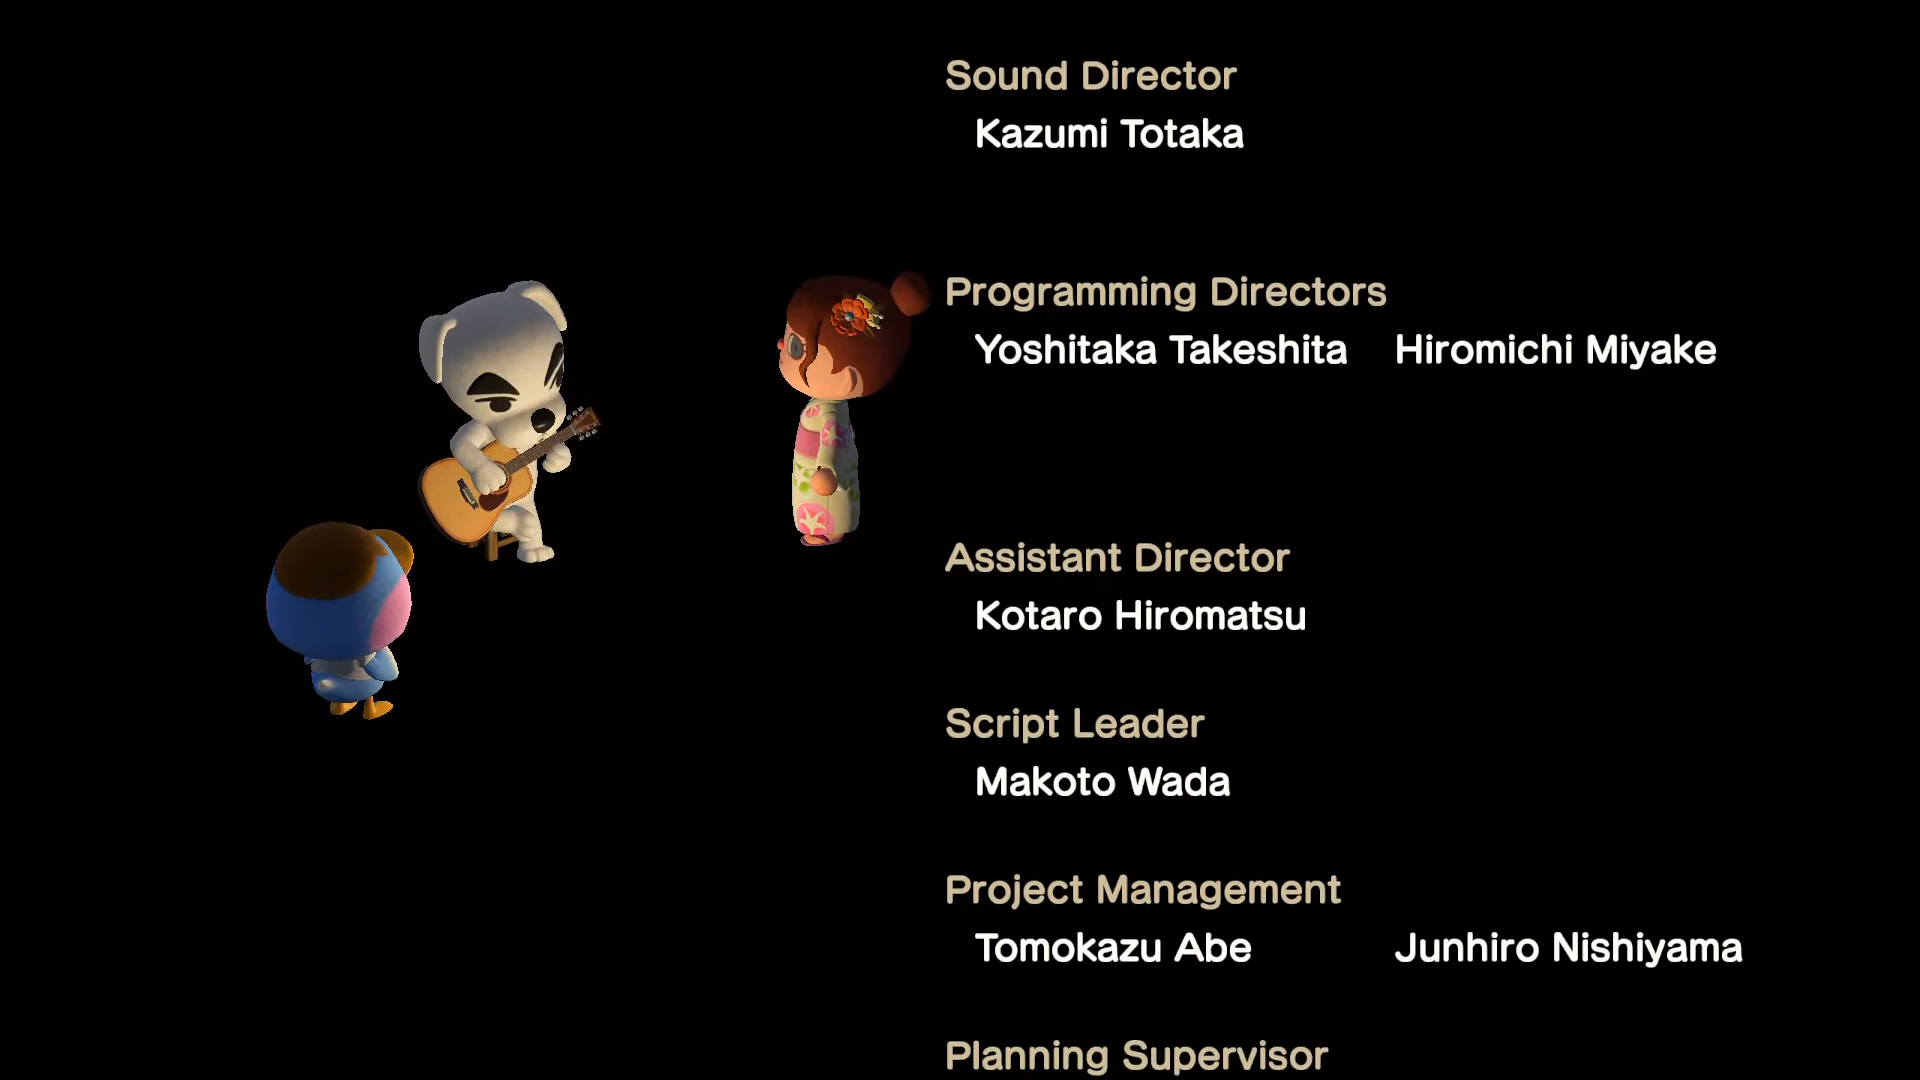 Sound Director
Kazumi Totaka
Programming Directors
Yoshitaka Takeshita Hiromichi Miyake
Assistant Director
Kotaro Hiromatsu
Script Leader
Makoto Wada
Project Management
Tomokazu Abe Junhiro Nishiyama
Planning Supervisor